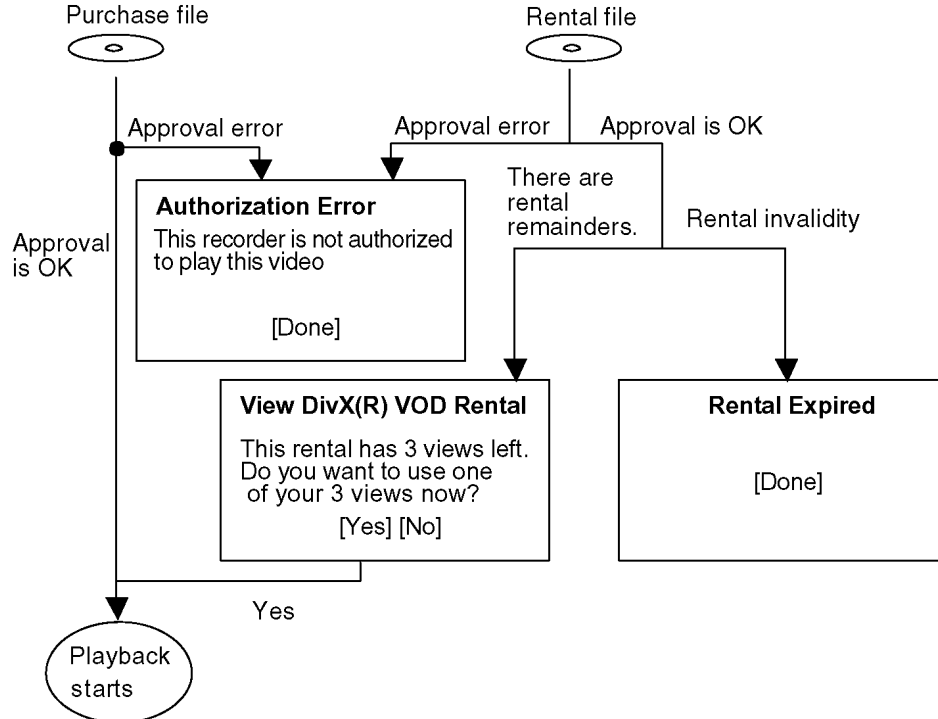 Purchase file
Rental file
Approval error
Approval error
Approval is OK
There are
rental
remainders.
Rental invalidity
Approval
is OK
Authorization Error
This recorder is not authorized
to play this video
[Done]
View DivX(R) VOD Rental
This rental has 3 views left.
Do you want to use one
of your 3 views now?
[Yes] [No]
Rental Expired
[Done]
Yes
Playback
starts